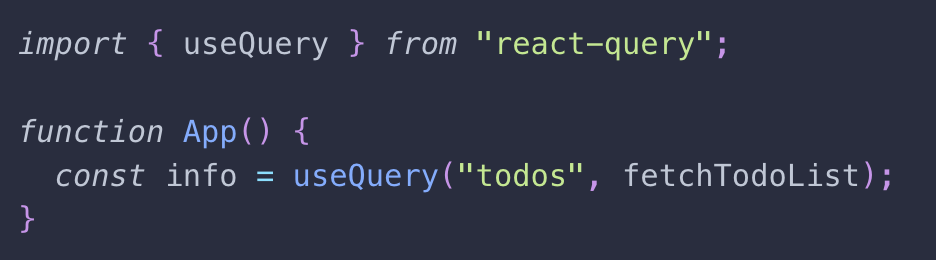 import { useQuery } from "react-query";
function App() {
  const info = useQuery("todos", fetchTodoList);
}